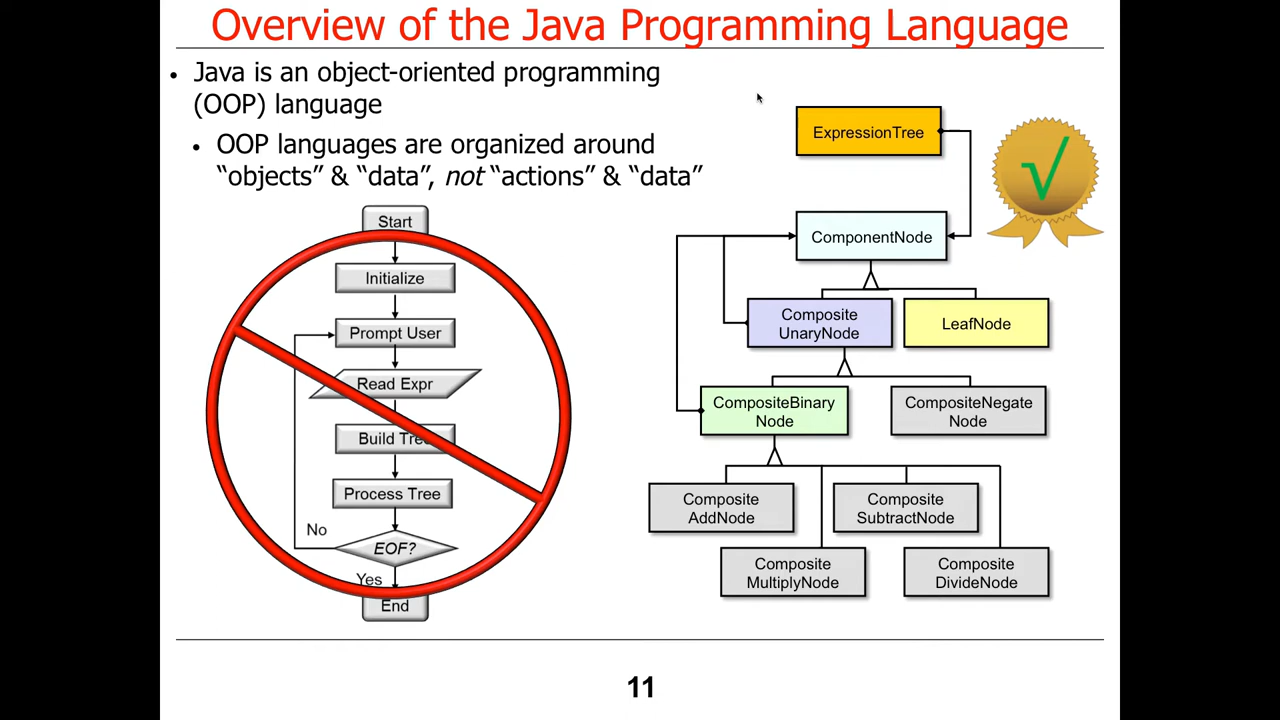 Overview of the Java Programming Language
• Java is an object-oriented programming
(OOP) language
• OOP languages are organized around
“objects” & “data”, not “actions” & “data”
Start
Initialize
Prompt User
Read Expr
Build Tree
Process Tree
No
EOF?
Yes
End
ExpressionTree
√
ComponentNode
Composite
UnaryNode
LeafNode
CompositeBinary
Node
CompositeNegate
Node
Composite
AddNode
Composite
SubtractNode
Composite
MultiplyNode
Composite
DivideNode
11